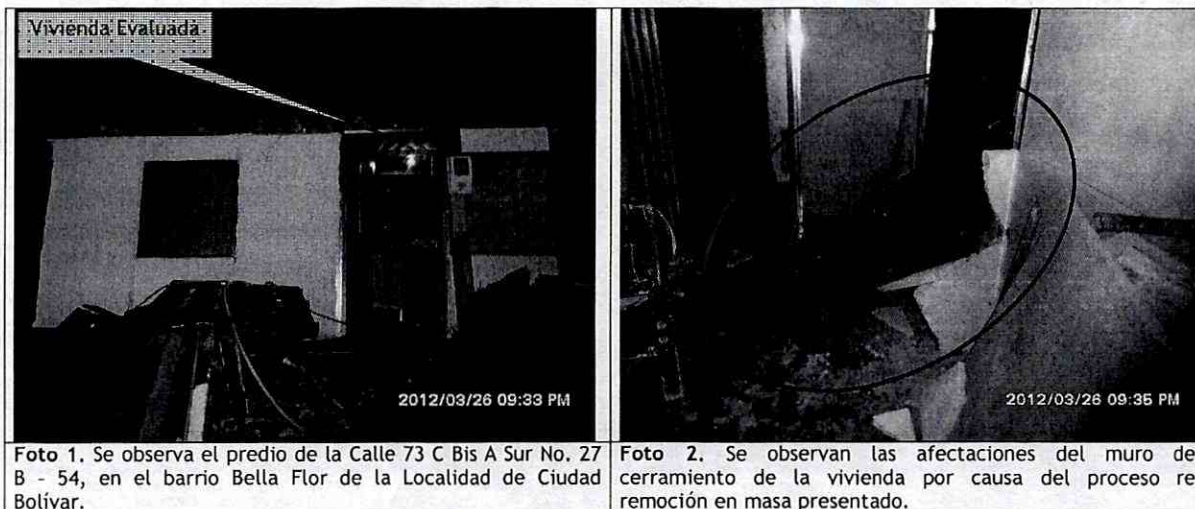 Vivienda Evaluada
2012/03/26 09:33 PM
2012/03/26 09:35 PM
Foto 1. Se observa el predio de la Calle 73 C Bis A Sur No. 27
B - 54, en el barrio Bella Flor de la Localidad de Ciudad
Bolívar.
Foto 2. Se observan las afectaciones del muro de
cerramiento de la vivienda por causa del proceso re
remoción en masa presentado.